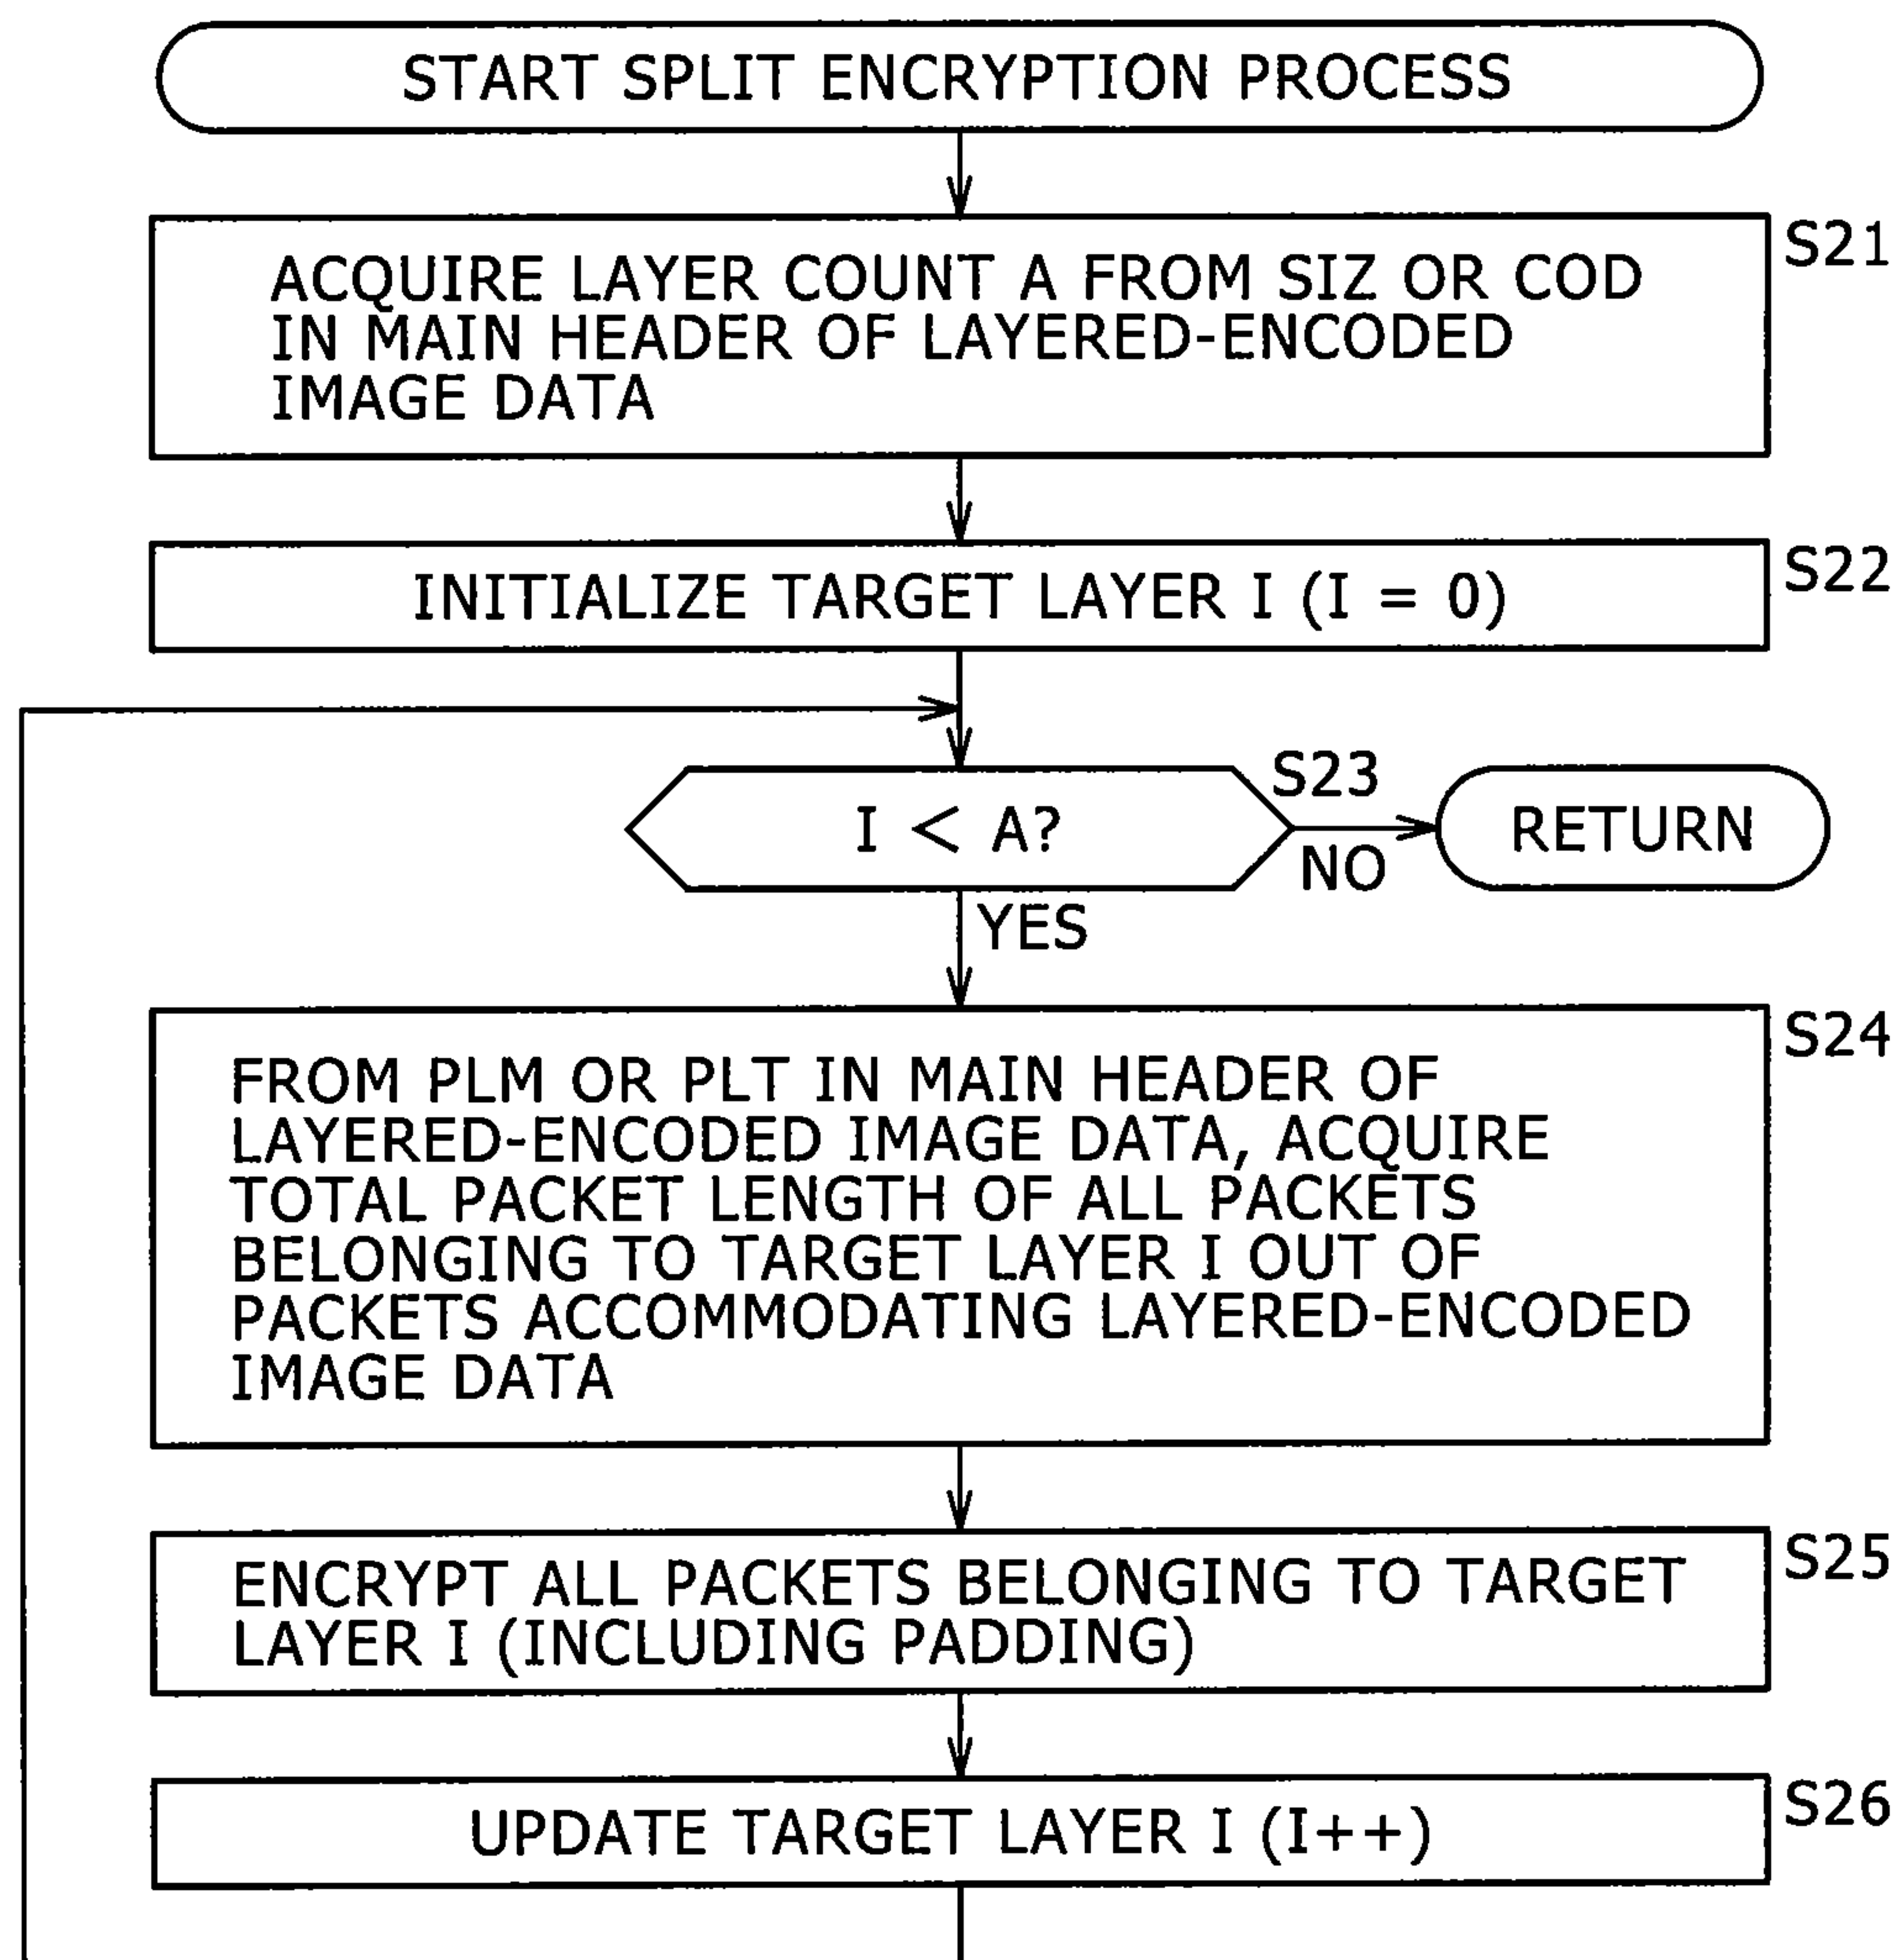 START SPLIT ENCRYPTION PROCESS
S21
ACQUIRE LAYER COUNT A FROM SIZ OR COD
IN MAIN HEADER OF LAYERED-ENCODED
IMAGE DATA
S22
INITIALIZE TARGET LAYER I (I = 0)
S23
I < A?
RETURN
NO
YES
S24
FROM PLM OR PLT IN MAIN HEADER OF
LAYERED-ENCODED IMAGE DATA, ACQUIRE
TOTAL PACKET LENGTH OF ALL PACKETS
BELONGING TO TARGET LAYER I OUT OF
PACKETS ACCOMMODATING LAYERED-ENCODED
IMAGE DATA
S25
ENCRYPT ALL PACKETS BELONGING TO TARGET
LAYER I (INCLUDING PADDING)
S26
UPDATE TARGET LAYER I (I++)